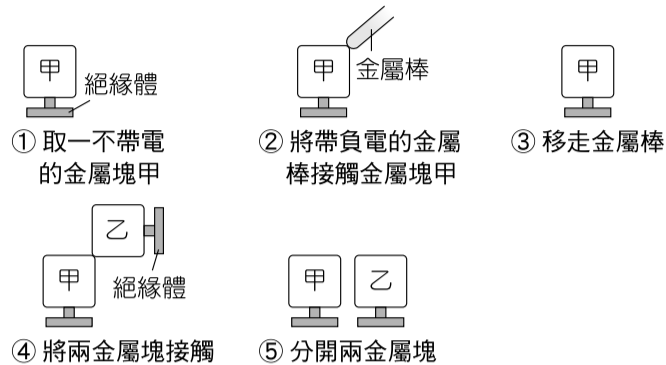 甲
絕緣體
① 取一不帶電
的金屬塊甲
甲
金屬棒
② 將帶負電的金屬
棒接觸金屬塊甲
甲
③ 移走金屬棒
乙
甲
絕緣體
④ 將兩金屬塊接觸
甲 乙
⑤ 分開兩金屬塊